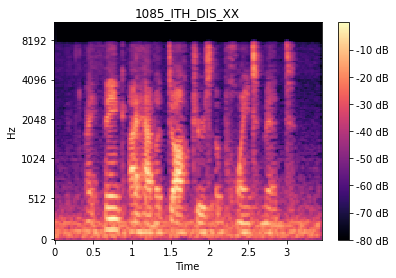 1085_ITH_DIS_XX
8192
4096
2048
1024
512
0
Hz
0 0.5 1 1.5 2 2.5 3
Time
-10 dB
-20 dB
-30 dB
-40 dB
-50 dB
-60 dB
-70 dB
-80 dB